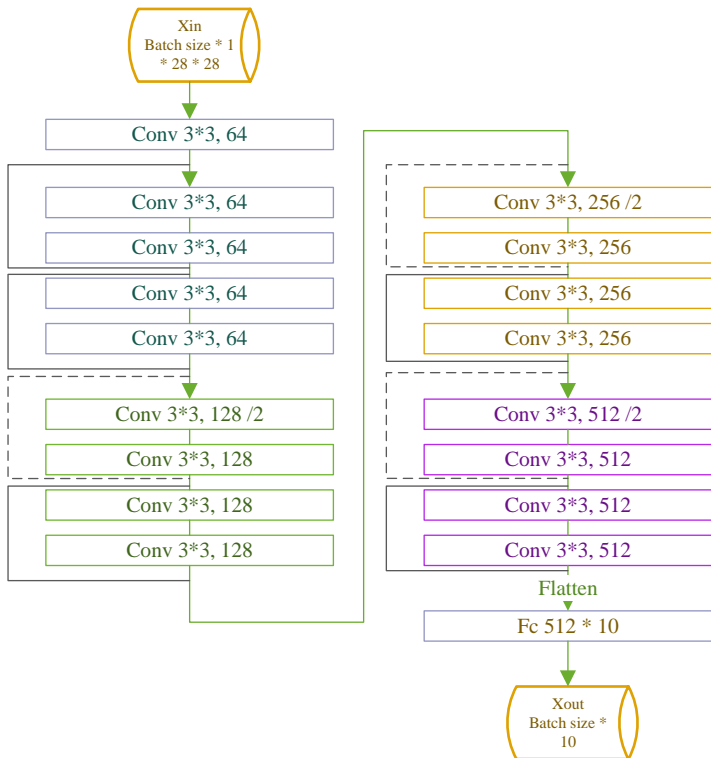 Xin
Batch size * 1
* 28 * 28
Conv 3*3, 64
Conv 3*3, 64
Conv 3*3, 64
Conv 3*3, 64
Conv 3*3, 64
Conv 3*3, 128 /2
Conv 3*3, 128
Conv 3*3, 128
Conv 3*3, 128
Conv 3*3, 256 /2
Conv 3*3, 256
Conv 3*3, 256
Conv 3*3, 256
Conv 3*3, 512 /2
Conv 3*3, 512
Conv 3*3, 512
Conv 3*3, 512
Flatten
Fc 512 * 10
Xout
Batch size *
10